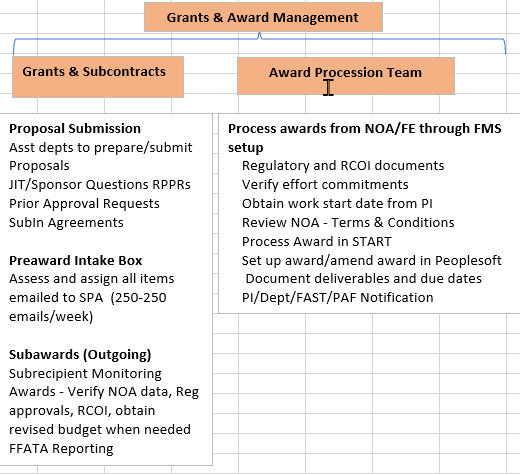 Grants & Award Management
Grants & Subcontracts
Award Procession Team
Proposal Submission
Asst depts to prepare/submit
Proposals
JIT/Sponsor Questions RPPRs
Prior Approval Requests
SubIn Agreements
Preaward Intake Box
Assess and assign all items
emailed to SPA  (250-250
emails/week)
Subawards (Outgoing)
Subrecipient Monitoring
Awards - Verify NOA data, Reg
approvals, RCOI, obtain
revised budget when needed
FFATA Reporting
Process awards from NOA/FE through FMS
setup
Regulatory and RCOI documents
Verify effort commitments
Obtain work start date from PI
Review NOA - Terms & Conditions
Process Award in START
Set up award/amend award in Peoplesoft
Document deliverables and due dates
PI/Dept/FAST/PAF Notification